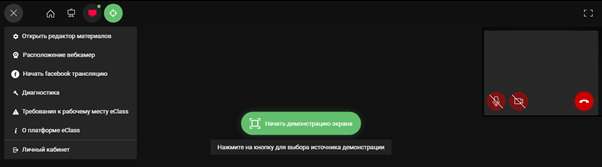 Открыть редактор материалов
Расположение вебкамер
Начать facebook трансляцию
Диагностика
Требования к рабочему месту eClass
О платформе eClass
Личный кабинет
Начать демонстрацию экрана
Нажмите на кнопку для выбора источника демонстрации